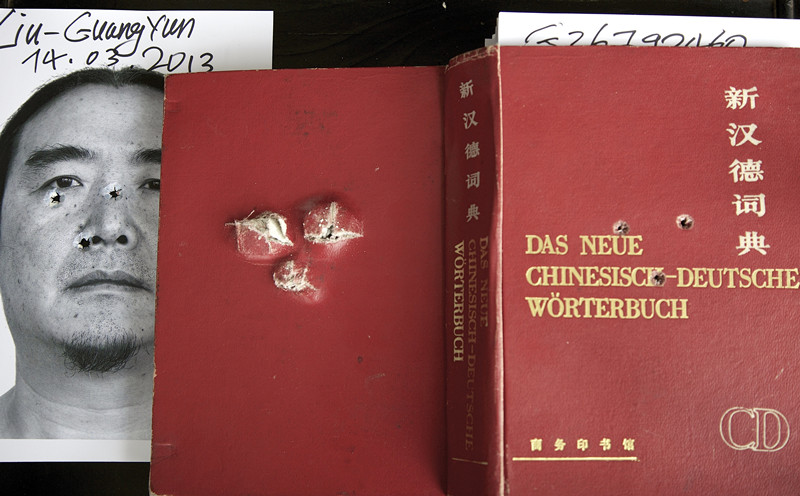 Liu-GuangYun
14.03.2013
新汉德词典
DAS NEUE
CHINESISCH-DEUTSCHE
WÖRTERBUCH
新汉德词典
DAS NEUE
CHINESISCH-DEUTSCHE
WÖRTERBUCH
商务印书馆
CD